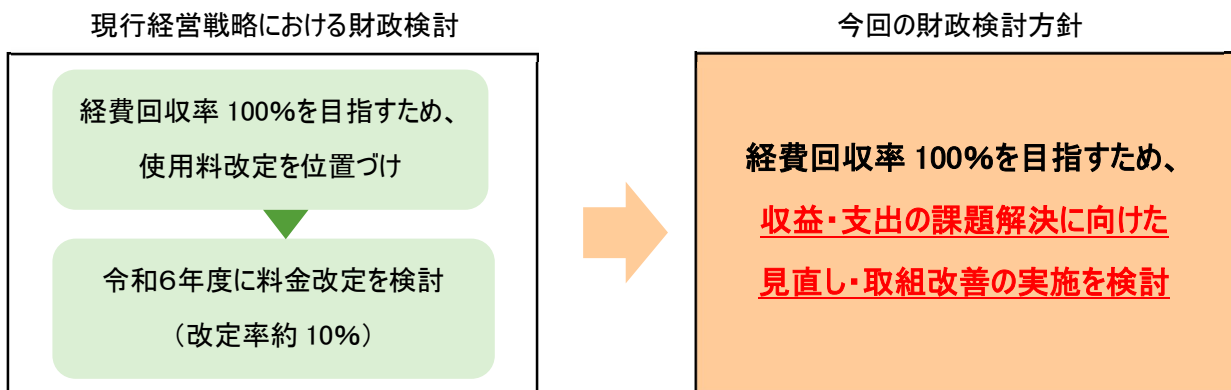 現行経営戦略における財政検討
経費回収率 100%を目指すため、
使用料改定を位置づけ
令和６年度に料金改定を検討
（改定率約 10%）
今回の財政検討方針
経費回収率 100%を目指すため、
収益・支出の課題解決に向けた
見直し・取組改善の実施を検討